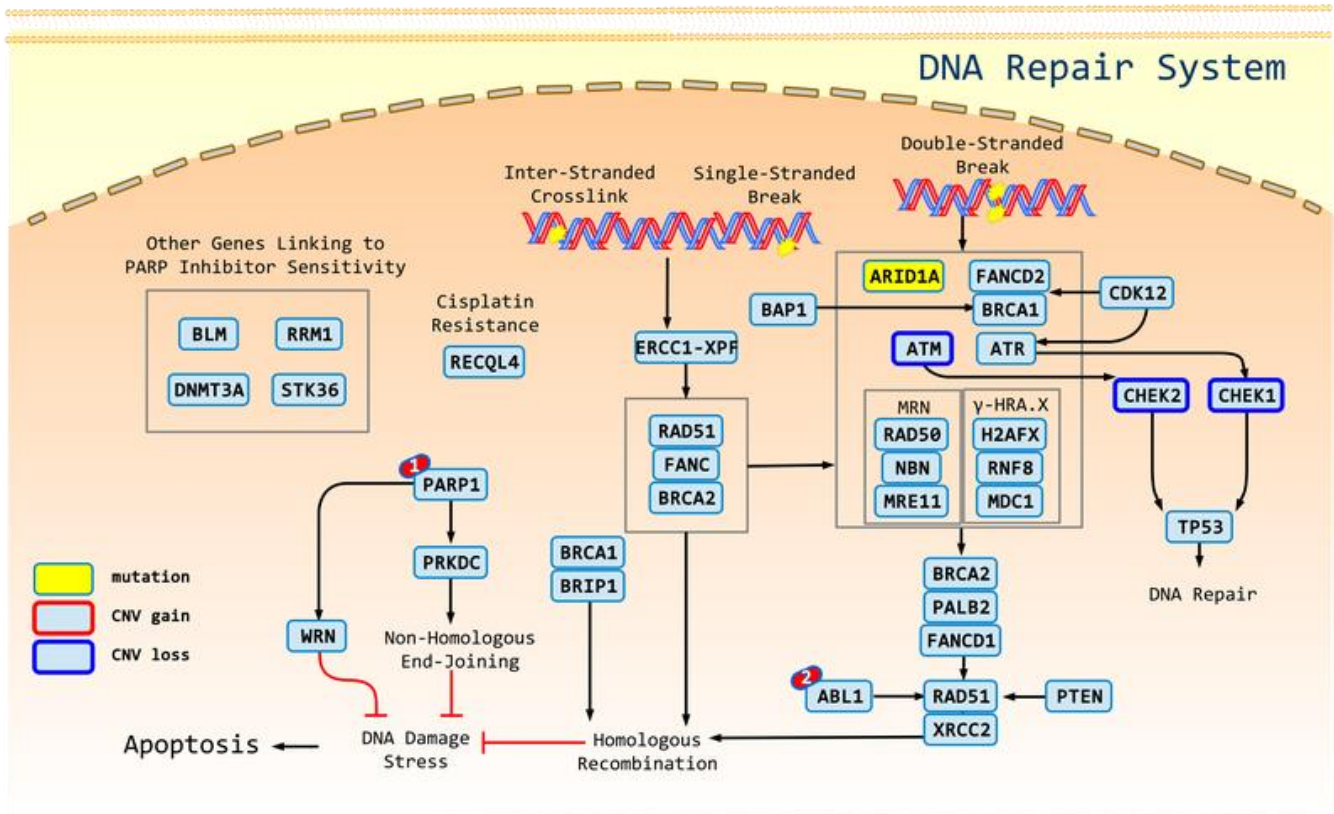 DNA Repair System
Double-Stranded
Break
Inter-Stranded
Crosslink
Single-Stranded
Break
Other Genes Linking to
PARP Inhibitor Sensitivity
BLM
RRM1
DNMT3A
STK36
Cisplatin
Resistance
RECQL4
ERCC1-XPF
RAD51
FANC
BRCA2
BAP1
ARID1A
FANCD2
BRCA1
CDK12
ATM
ATR
CHEK2
CHEK1
MRN
RAD50
NBN
MRE11
γ-HRA.X
H2AFX
RNF8
MDC1
TP53
DNA Repair
1
PARP1
PRKDC
WRN
Non-Homologous
End-Joining
BRCA1
BRIP1
BRCA2
PALB2
FANCD1
2
ABL1
RAD51
PTEN
XRCC2
mutation
CNV gain
CNV loss
Apoptosis
DNA Damage
Stress
Homologous
Recombination